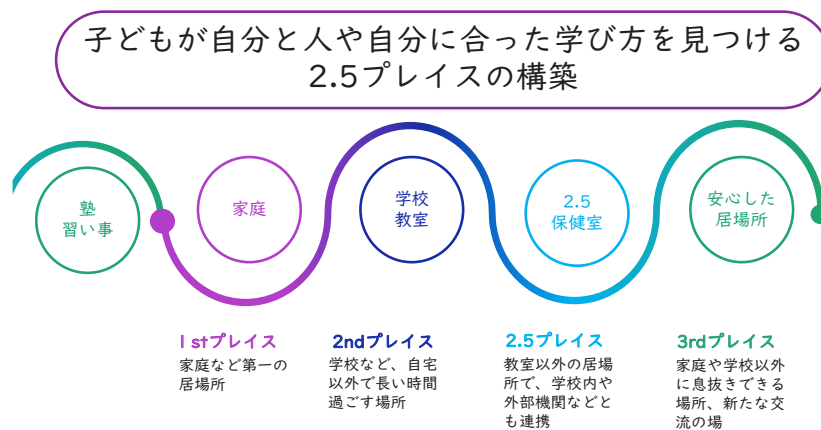 子どもが自分と人や自分に合った学び方を見つける
2.5プレイスの構築
塾
習い事
家庭
学校
教室
2.5
保健室
安心した
居場所
1stプレイス
家庭など第一の
居場所
2ndプレイス
学校など、自宅
以外で長い時間
過ごす場所
2.5プレイス
教室以外の居場
所で、学校内や
外部機関などと
も連携
3rdプレイス
家庭や学校以外
に息抜きできる
場所、新たな交
流の場